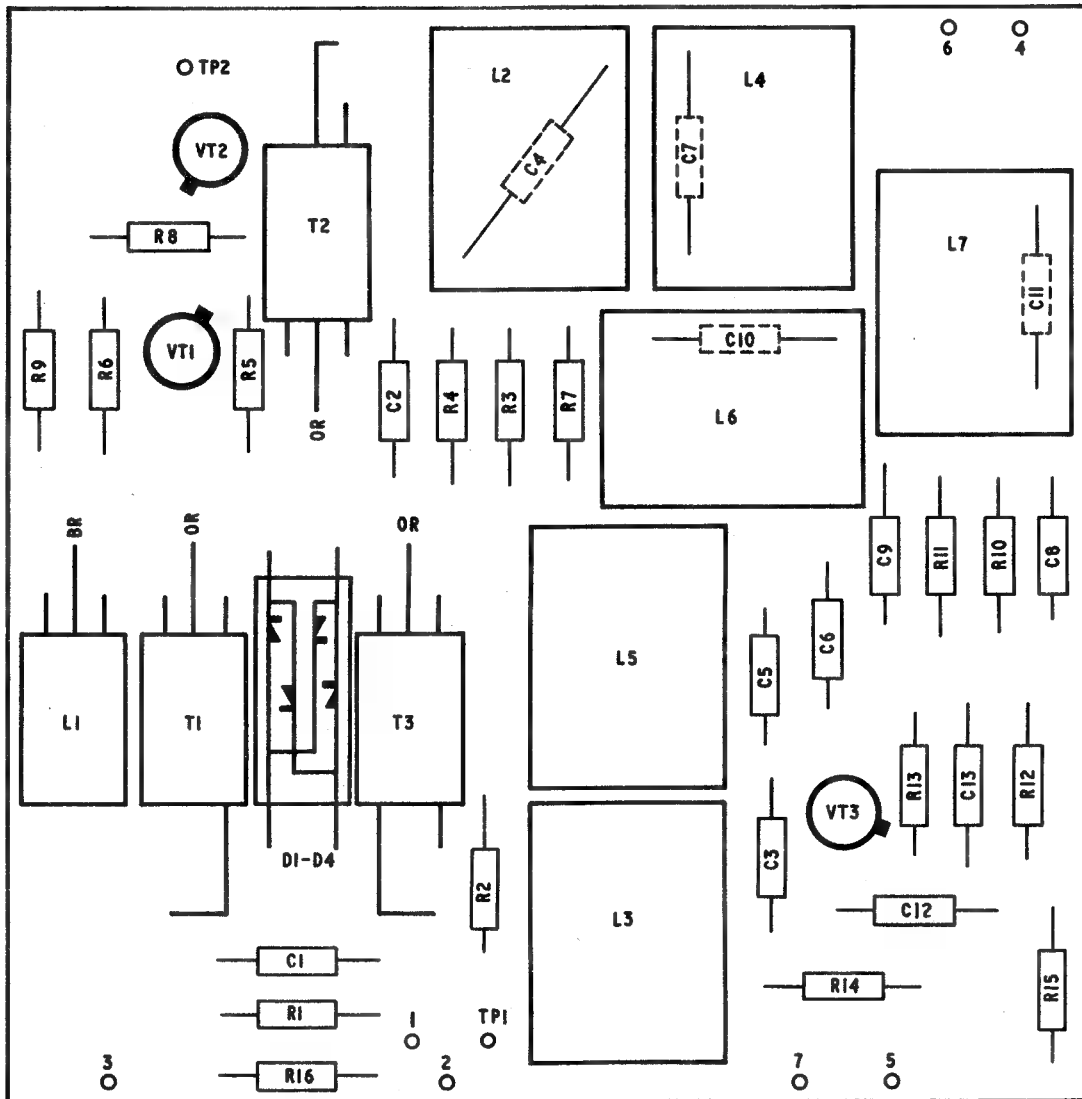 6
4
TP2
L2
L4
VT2
C4
C7
R8
T2
L7
C11
R9
R6
VT1
R5
C10
C2
R4
R3
R7
L6
OR
BR
OR
OR
C9
R11
R10
C8
C6
C5
L5
L1
T1
T3
R13
C13
R12
VT3
D1-D4
R2
C3
L3
C12
C1
R14
R15
R1
1
TP1
3
R16
2
7
5